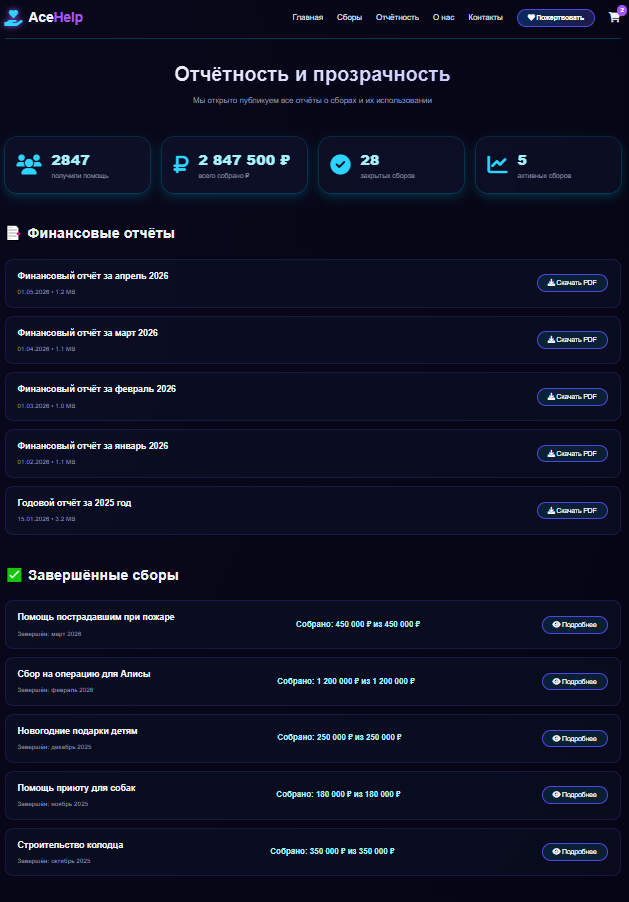 AceHelp
Главная Сборы Отчётность О нас Контакты Пожертвовать 2
Отчётность и прозрачность
Мы открыто публикуем все отчёты о сборах и их использовании
2847
получили помощь
2 847 500 ₽
всего собрано ₽
28
закрытых сборов
5
активных сборов
Финансовые отчёты
Финансовый отчёт за апрель 2026
01.05.2026 • 1.2 MB
Скачать PDF
Финансовый отчёт за март 2026
01.04.2026 • 1.1 MB
Скачать PDF
Финансовый отчёт за февраль 2026
01.03.2026 • 1.0 MB
Скачать PDF
Финансовый отчёт за январь 2026
01.02.2026 • 1.1 MB
Скачать PDF
Годовой отчёт за 2025 год
15.01.2026 • 3.2 MB
Скачать PDF
Завершённые сборы
Помощь пострадавшим при пожаре
Завершён: март 2026
Собрано: 450 000 ₽ из 450 000 ₽
Подробнее
Сбор на операцию для Алисы
Завершён: февраль 2026
Собрано: 1 200 000 ₽ из 1 200 000 ₽
Подробнее
Новогодние подарки детям
Завершён: декабрь 2025
Собрано: 250 000 ₽ из 250 000 ₽
Подробнее
Помощь приюту для собак
Завершён: ноябрь 2025
Собрано: 180 000 ₽ из 180 000 ₽
Подробнее
Строительство колодца
Завершён: октябрь 2025
Собрано: 350 000 ₽ из 350 000 ₽
Подробнее